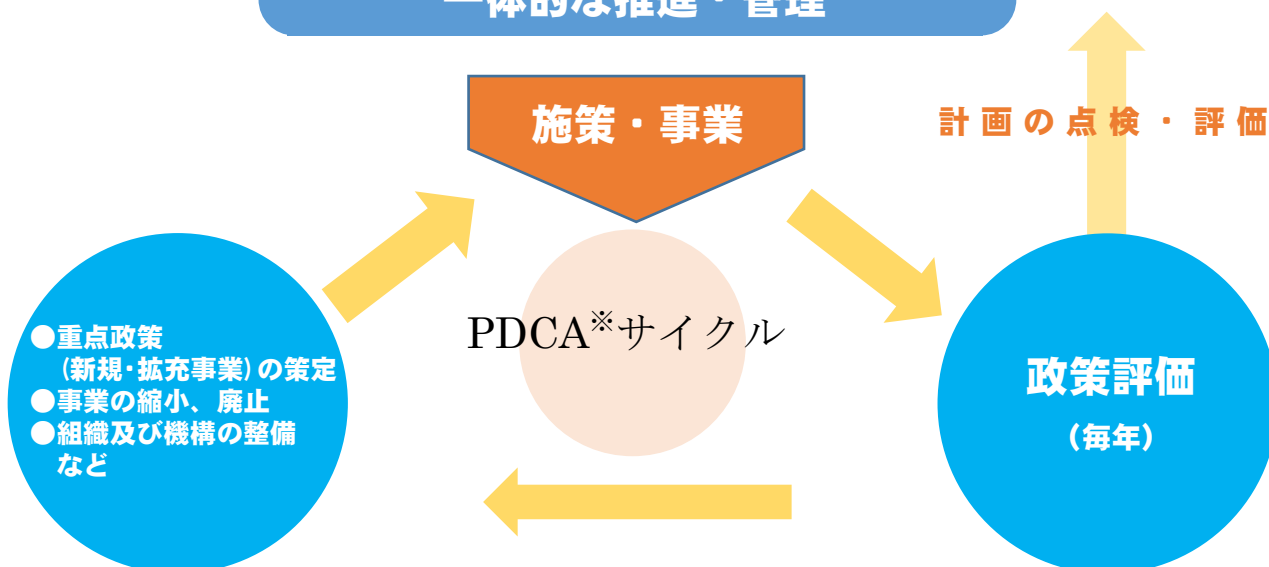 一体的な推進・管理
施策・事業
計画の点検・評価
PDCA※サイクル
●重点政策
(新規・拡充事業)の策定
●事業の縮小、廃止
●組織及び機構の整備
など
政策評価
(毎年)